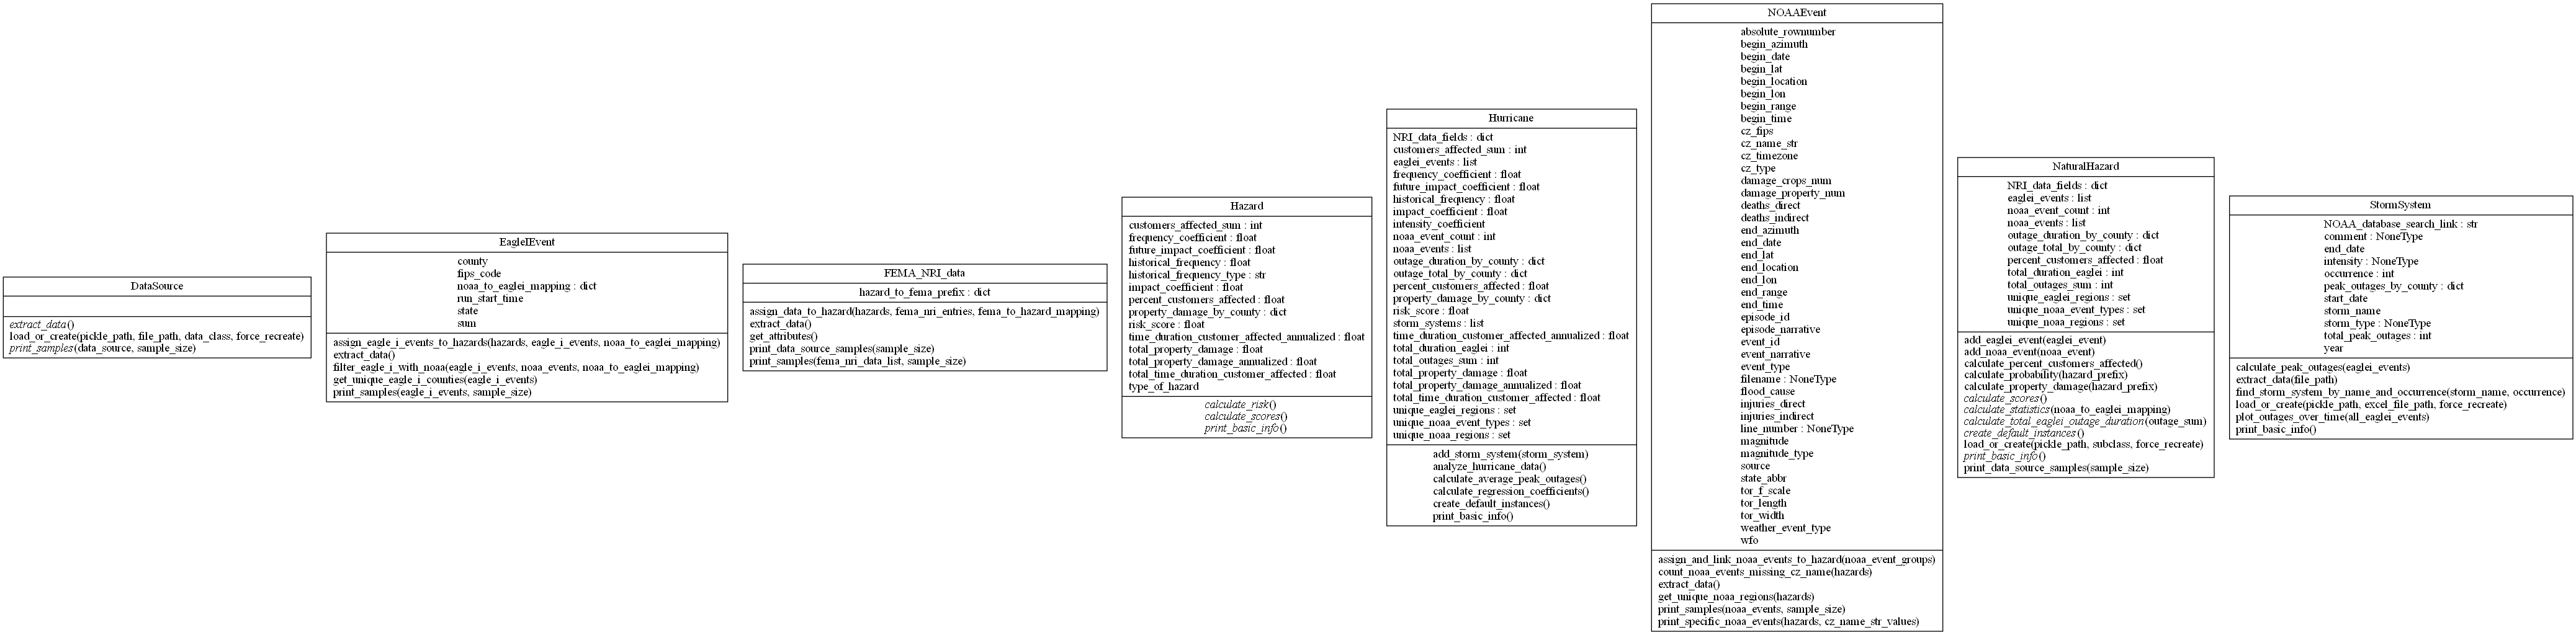 DataSource
extract_data()
load_or_create(pickle_path, file_path, data_class, force_recreate)
print_samples(data_source, sample_size)
EagleIEvent
county
fips_code
noaa_to_eaglei_mapping : dict
run_start_time
state
sum
assign_eagle_i_events_to_hazards(hazards, eagle_i_events, noaa_to_eaglei_mapping)
extract_data()
filter_eagle_i_with_noaa(eagle_i_events, noaa_events, noaa_to_eaglei_mapping)
get_unique_eagle_i_counties(eagle_i_events)
print_samples(eagle_i_events, sample_size)
FEMA_NRI_data
hazard_to_fema_prefix : dict
assign_data_to_hazard(hazards, fema_nri_entries, fema_to_hazard_mapping)
extract_data()
get_attributes()
print_data_source_samples(sample_size)
print_samples(fema_nri_data_list, sample_size)
Hazard
customers_affected_sum : int
frequency_coefficient : float
future_impact_coefficient : float
historical_frequency : float
historical_frequency_type : str
impact_coefficient : float
percent_customers_affected : float
property_damage_by_county : dict
risk_score : float
time_duration_customer_affected_annualized : float
total_property_damage : float
total_property_damage_annualized : float
total_time_duration_customer_affected : float
type_of_hazard
calculate_risk()
calculate_scores()
print_basic_info()
Hurricane
NRI_data_fields : dict
customers_affected_sum : int
eaglei_events : list
frequency_coefficient : float
future_impact_coefficient : float
historical_frequency : float
impact_coefficient : float
intensity_coefficient
noaa_event_count : int
noaa_events : list
outage_duration_by_county : dict
outage_total_by_county : dict
percent_customers_affected : float
property_damage_by_county : dict
risk_score : float
storm_systems : list
time_duration_customer_affected_annualized : float
total_duration_eaglei : int
total_outages_sum : int
total_property_damage : float
total_property_damage_annualized : float
total_time_duration_customer_affected : float
unique_eaglei_regions : set
unique_noaa_event_types : set
unique_noaa_regions : set
add_storm_system(storm_system)
analyze_hurricane_data()
calculate_average_peak_outages()
calculate_regression_coefficients()
create_default_instances()
print_basic_info()
NOAAEvent
absolute_rownumber
begin_azimuth
begin_date
begin_lat
begin_location
begin_lon
begin_range
begin_time
cz_fips
cz_name_str
cz_timezone
cz_type
damage_crops_num
damage_property_num
deaths_direct
deaths_indirect
end_azimuth
end_date
end_lat
end_location
end_lon
end_range
end_time
episode_id
episode_narrative
event_id
event_narrative
event_type
filename : NoneType
flood_cause
injuries_direct
injuries_indirect
line_number : NoneType
magnitude
magnitude_type
source
state_abbr
tor_f_scale
tor_length
tor_width
weather_event_type
wfo
assign_and_link_noaa_events_to_hazard(noaa_event_groups)
count_noaa_events_missing_cz_name(hazards)
extract_data()
get_unique_noaa_regions(hazards)
print_samples(noaa_events, sample_size)
print_specific_noaa_events(hazards, cz_name_str_values)
NaturalHazard
NRI_data_fields : dict
eaglei_events : list
noaa_event_count : int
noaa_events : list
outage_duration_by_county : dict
outage_total_by_county : dict
percent_customers_affected : float
total_duration_eaglei : int
total_outages_sum : int
unique_eaglei_regions : set
unique_noaa_event_types : set
unique_noaa_regions : set
add_eaglei_event(eaglei_event)
add_noaa_event(noaa_event)
calculate_percent_customers_affected()
calculate_probability(hazard_prefix)
calculate_property_damage(hazard_prefix)
calculate_scores()
calculate_statistics(noaa_to_eaglei_mapping)
calculate_total_eaglei_outage_duration(outage_sum)
create_default_instances()
load_or_create(pickle_path, subclass, force_recreate)
print_basic_info()
print_data_source_samples(sample_size)
StormSystem
NOAA_database_search_link : str
comment : NoneType
end_date
intensity : NoneType
occurrence : int
peak_outages_by_county : dict
start_date
storm_name
storm_type : NoneType
total_peak_outages : int
year
calculate_peak_outages(eaglei_events)
extract_data(file_path)
find_storm_system_by_name_and_occurrence(storm_name, occurrence)
load_or_create(pickle_path, excel_file_path, force_recreate)
plot_outages_over_time(all_eaglei_events)
print_basic_info()